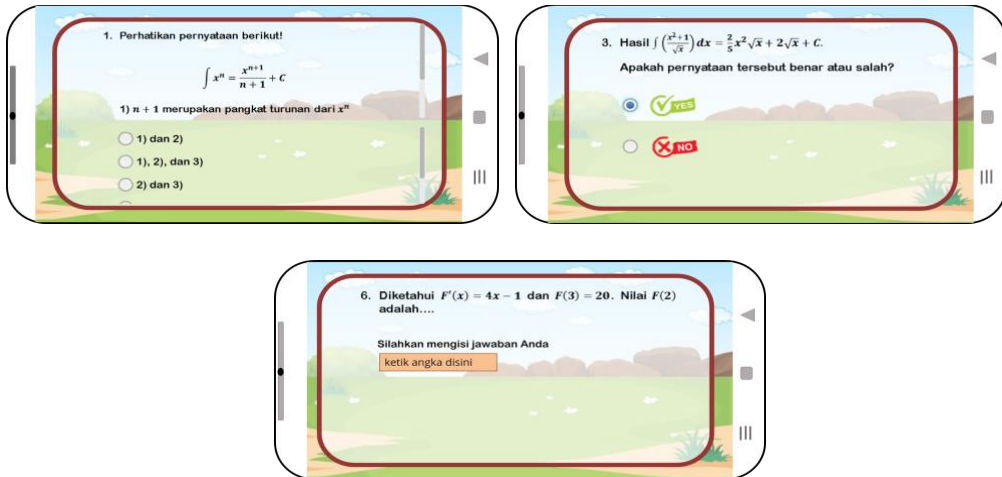 1. Perhatikan pernyataan berikut!
∫ xⁿ = xⁿ⁺¹/(n + 1) + C
1) n + 1 merupakan pangkat turunan dari xⁿ
1) dan 2)
1), 2), dan 3)
2) dan 3)
3. Hasil ∫ ((x²+1)/√x) dx = 2/5 x²√x + 2√x + C.
Apakah pernyataan tersebut benar atau salah?
YES
NO
6. Diketahui F′(x) = 4x − 1 dan F(3) = 20. Nilai F(2)
adalah....
Silahkan mengisi jawaban Anda
ketik angka disini